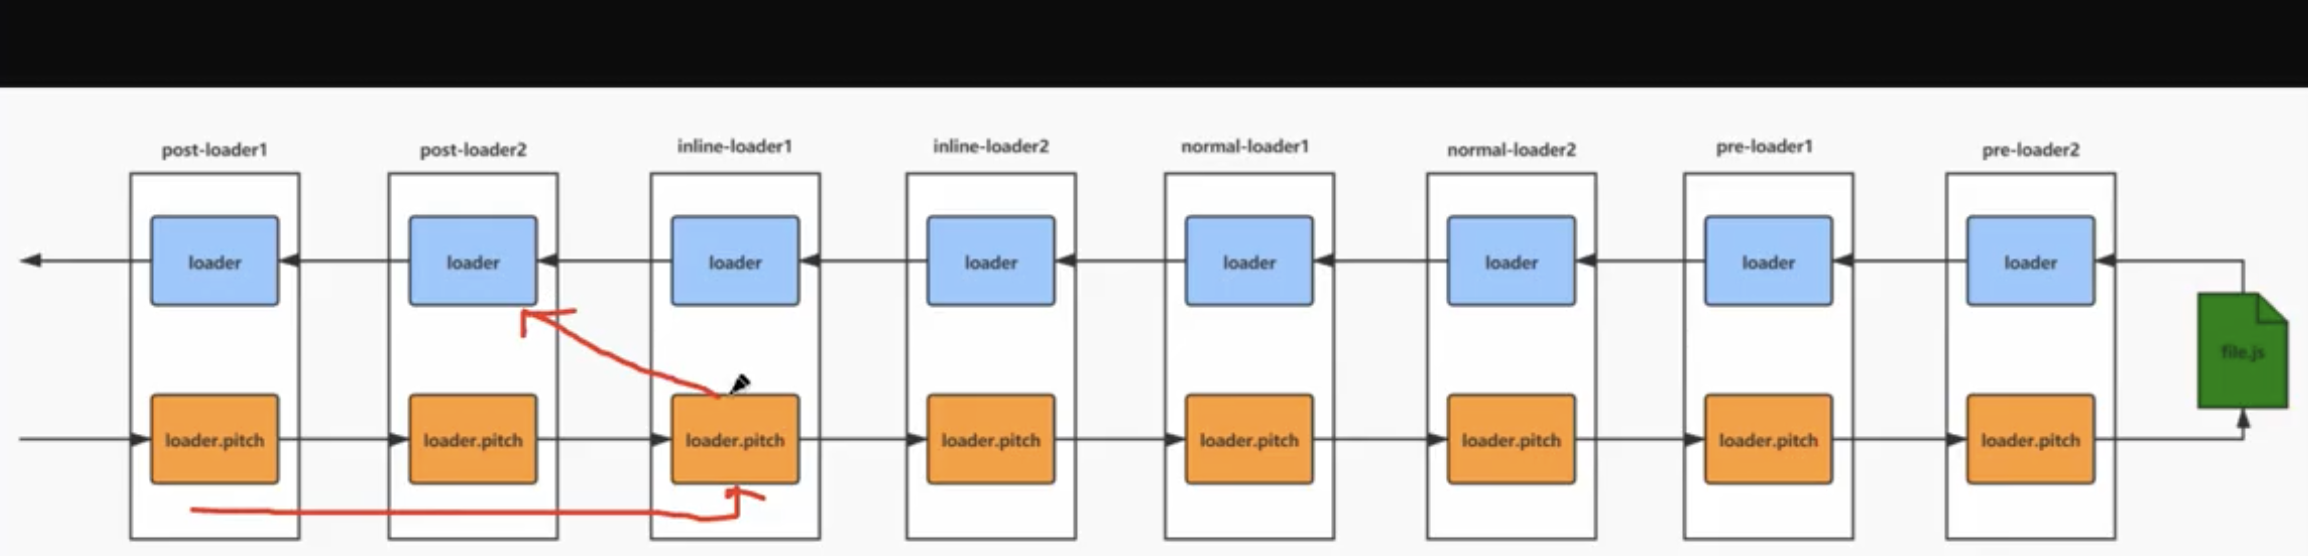 post-loader1
post-loader2
inline-loader1
inline-loader2
normal-loader1
normal-loader2
pre-loader1
pre-loader2
loader
loader
loader
loader
loader
loader
loader
loader
file.js
loader.pitch
loader.pitch
loader.pitch
loader.pitch
loader.pitch
loader.pitch
loader.pitch
loader.pitch